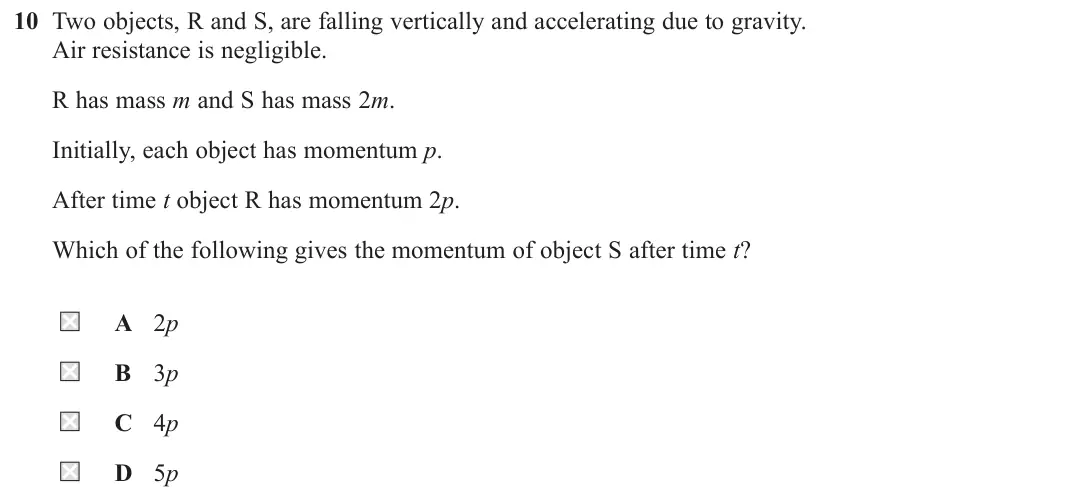 10 Two objects, R and S, are falling vertically and accelerating due to gravity.
Air resistance is negligible.
R has mass m and S has mass 2m.
Initially, each object has momentum p.
After time t object R has momentum 2p.
Which of the following gives the momentum of object S after time t?
A 2p
B 3p
C 4p
D 5p